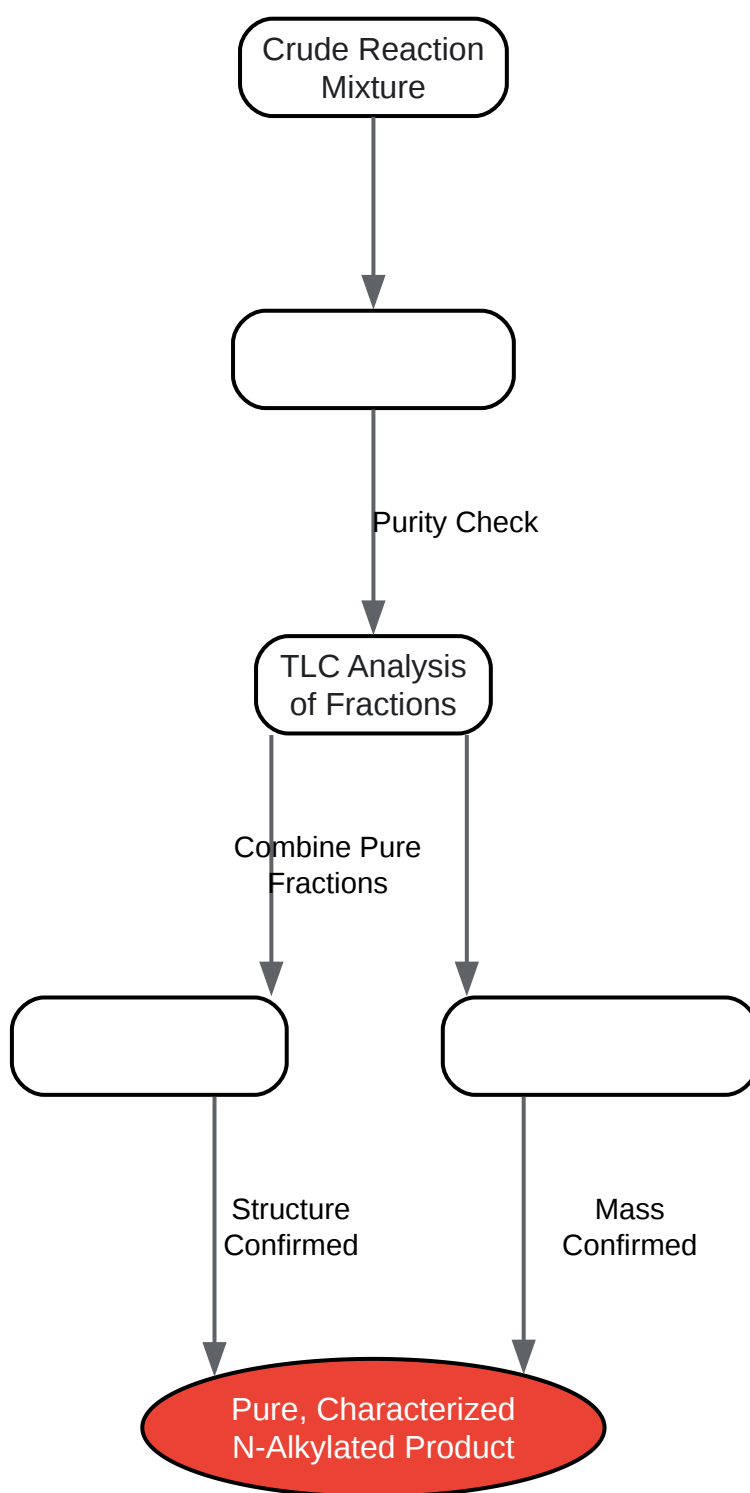 Crude Reaction
Mixture
Purity Check
TLC Analysis
of Fractions
Combine Pure
Fractions
Structure
Confirmed
Mass
Confirmed
Pure, Characterized
N-Alkylated Product